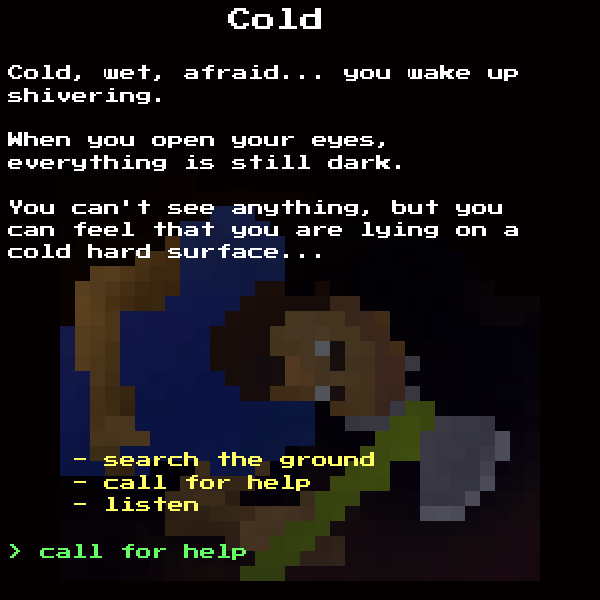 Cold
Cold, wet, afraid... you wake up
shivering.
When you open your eyes,
everything is still dark.
You can't see anything, but you
can feel that you are lying on a
cold hard surface...
- search the ground
- call for help
- listen
> call for help